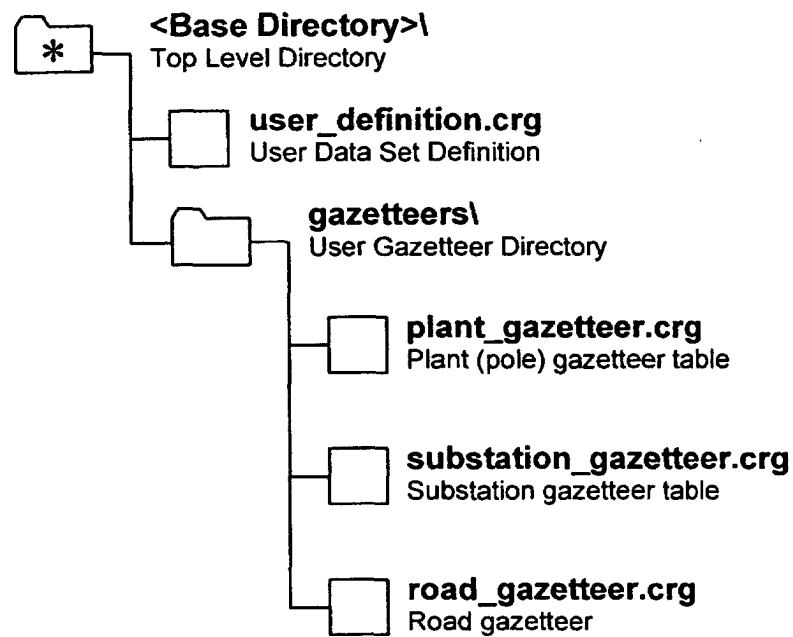 *
<Base Directory>\
Top Level Directory
user_definition.crg
User Data Set Definition
gazetteers\
User Gazetteer Directory
plant_gazetteer.crg
Plant (pole) gazetteer table
substation_gazetteer.crg
Substation gazetteer table
road_gazetteer.crg
Road gazetteer